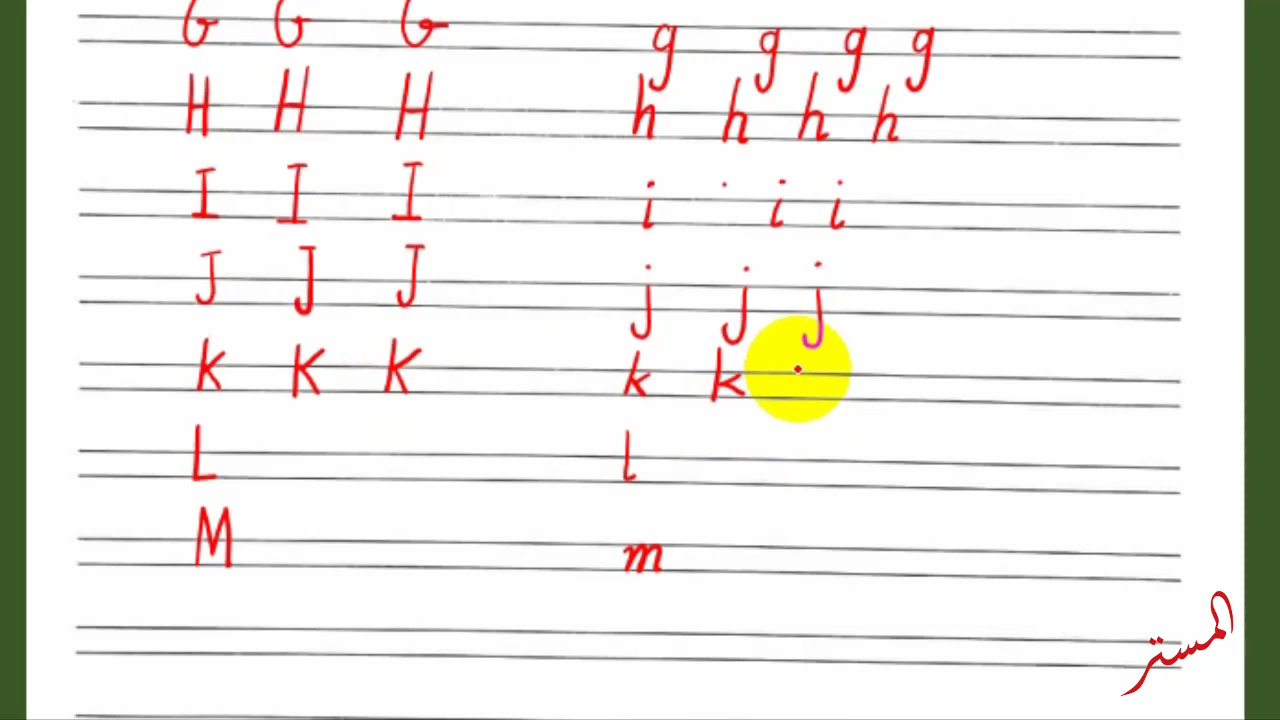 G G G g g g g
H H H h h h h
I I I i i i
J J J j j j
K K K k k
L l
M m
المستر